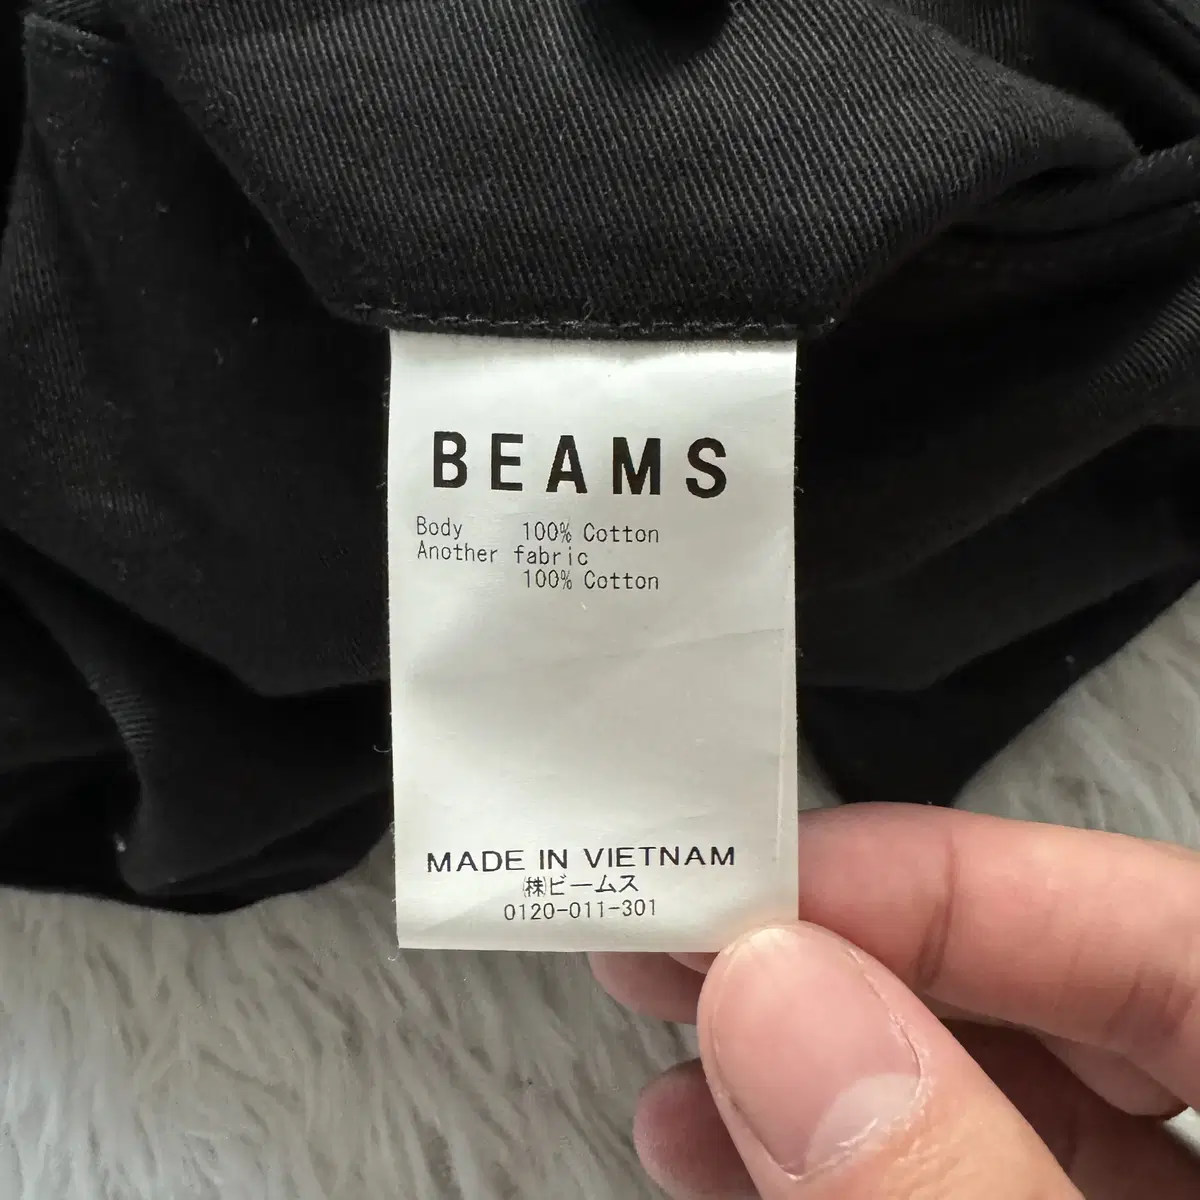 BEAMS
Body 100% Cotton
Another fabric
100% Cotton
MADE IN VIETNAM
㈱ビームス
0120-011-301